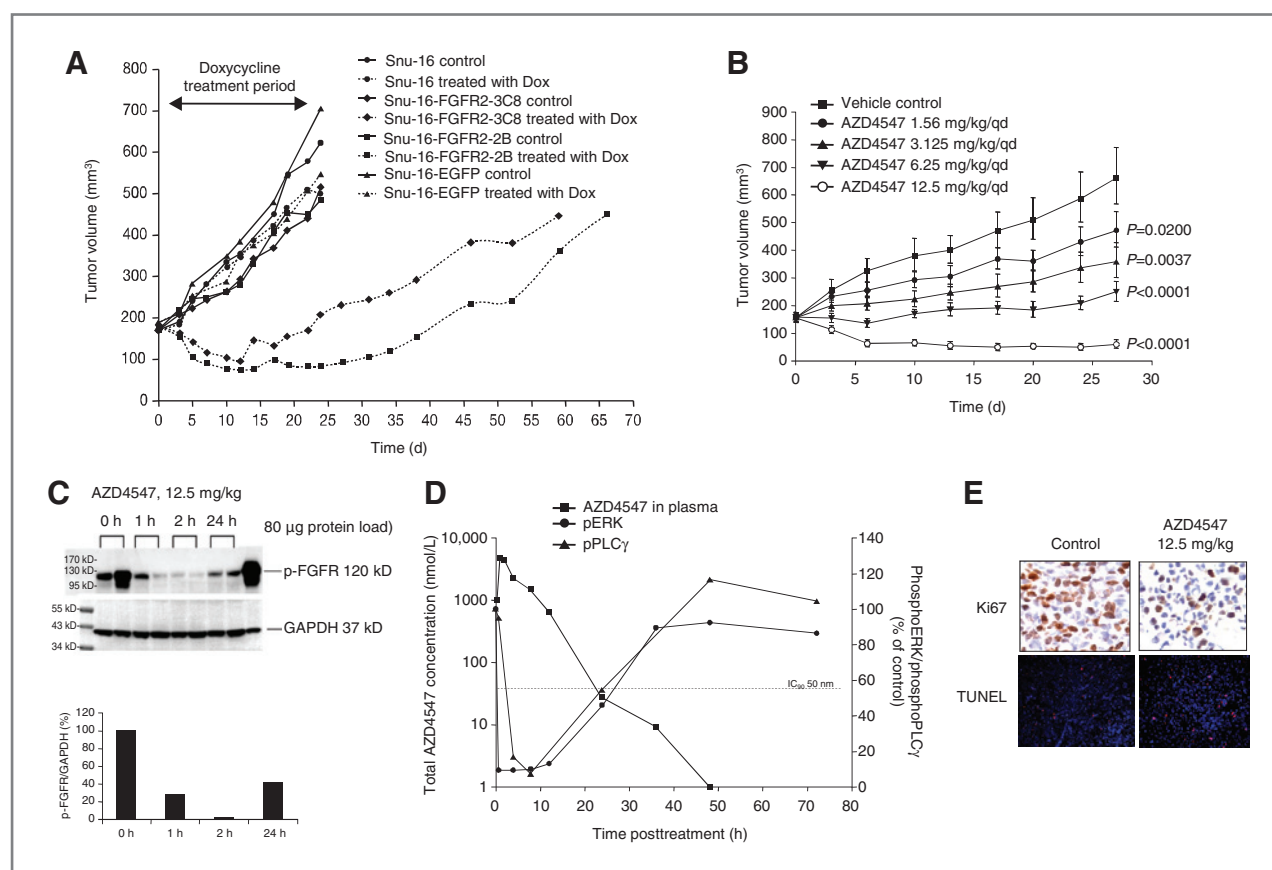 A
Doxycycline
treatment period
Snu-16 control
Snu-16 treated with Dox
Snu-16-FGFR2-3C8 control
Snu-16-FGFR2-3C8 treated with Dox
Snu-16-FGFR2-2B control
Snu-16-FGFR2-2B treated with Dox
Snu-16-EGFP control
Snu-16-EGFP treated with Dox
Tumor volume (mm³)
800
700
600
500
400
300
200
100
0
0 5 10 15 20 25 30 35 40 45 50 55 60 65 70
Time (d)
B
Vehicle control
AZD4547 1.56 mg/kg/qd
AZD4547 3.125 mg/kg/qd
AZD4547 6.25 mg/kg/qd
AZD4547 12.5 mg/kg/qd
Tumor volume (mm³)
900
800
700
600
500
400
300
200
100
0
0 5 10 15 20 25 30
Time (d)
P=0.0200
P=0.0037
P<0.0001
P<0.0001
C
AZD4547, 12.5 mg/kg
0 h 1 h 2 h 24 h
80 µg protein load)
170 kD-
130 kD-
95 kD-
p-FGFR 120 kD
55 kD
43 kD
34 kD
GAPDH 37 kD
p-FGFR/GAPDH (%)
120
100
80
60
40
20
0
0 h 1 h 2 h 24 h
D
AZD4547 in plasma
pERK
pPLCγ
Total AZD4547 concentration (nmol/L)
10,000
1000
100
10
1
IC₉₀ 50 nm
140
120
100
80
60
40
20
0
PhosphoERK/phosphoPLCγ
(% of control)
0 10 20 30 40 50 60 70 80
Time posttreatment (h)
E
Control
AZD4547
12.5 mg/kg
Ki67
TUNEL